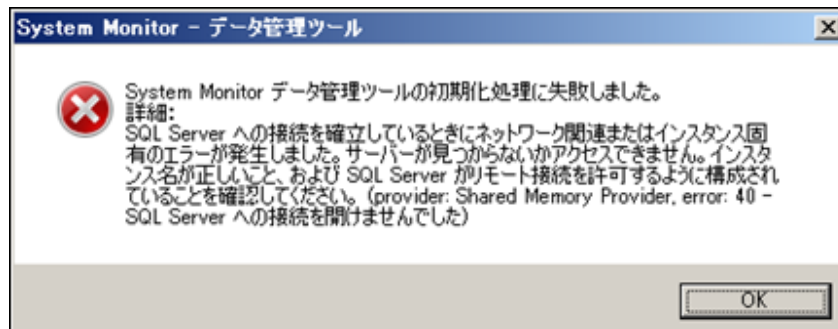 System Monitor - データ管理ツール
System Monitor データ管理ツールの初期化処理に失敗しました。
詳細:
SQL Server への接続を確立しているときにネットワーク関連またはインスタンス固
有のエラーが発生しました。サーバーが見つからないかアクセスできません。インスタ
ンス名が正しいこと、および SQL Server がリモート接続を許可するように構成され
ていることを確認してください。 (provider: Shared Memory Provider, error: 40 -
SQL Server への接続を開けませんでした)
OK